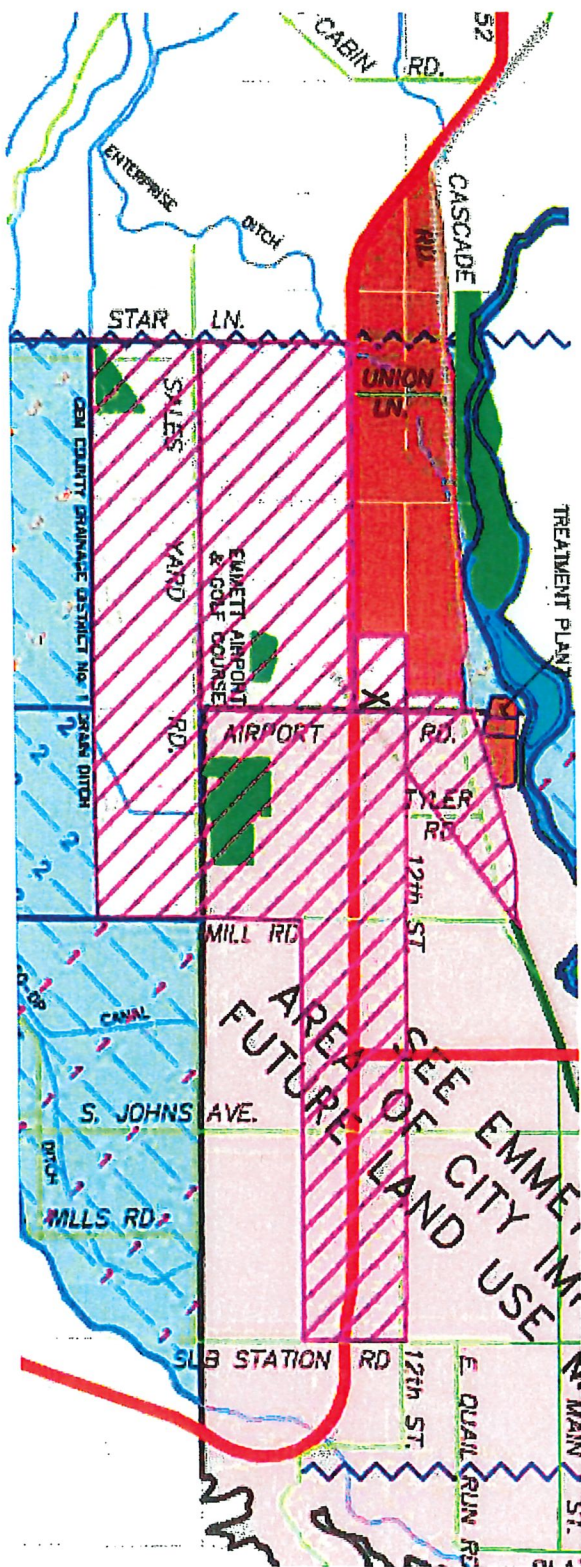 52
CABIN RD.
CASCADE
RD.
ENTERPRISE DITCH
STAR LN.
UNION
LN.
TREATMENT PLANT
SALES YARD RD.
GEM COUNTY DRAINAGE DISTRICT No. 1 DRAIN DITCH
EMMETT AIRPORT
& GOLF COURSE
X
AIRPORT RD.
TYLER
RD
12th ST
MILL RD
SEE EMME
AREA OF CITY IM
FUTURE LAND USE
CANAL
S. JOHNS AVE.
DITCH
MILLS RD
SUB STATION RD
12th ST.
E. QUAIL RUN RD
N. MAIN ST.